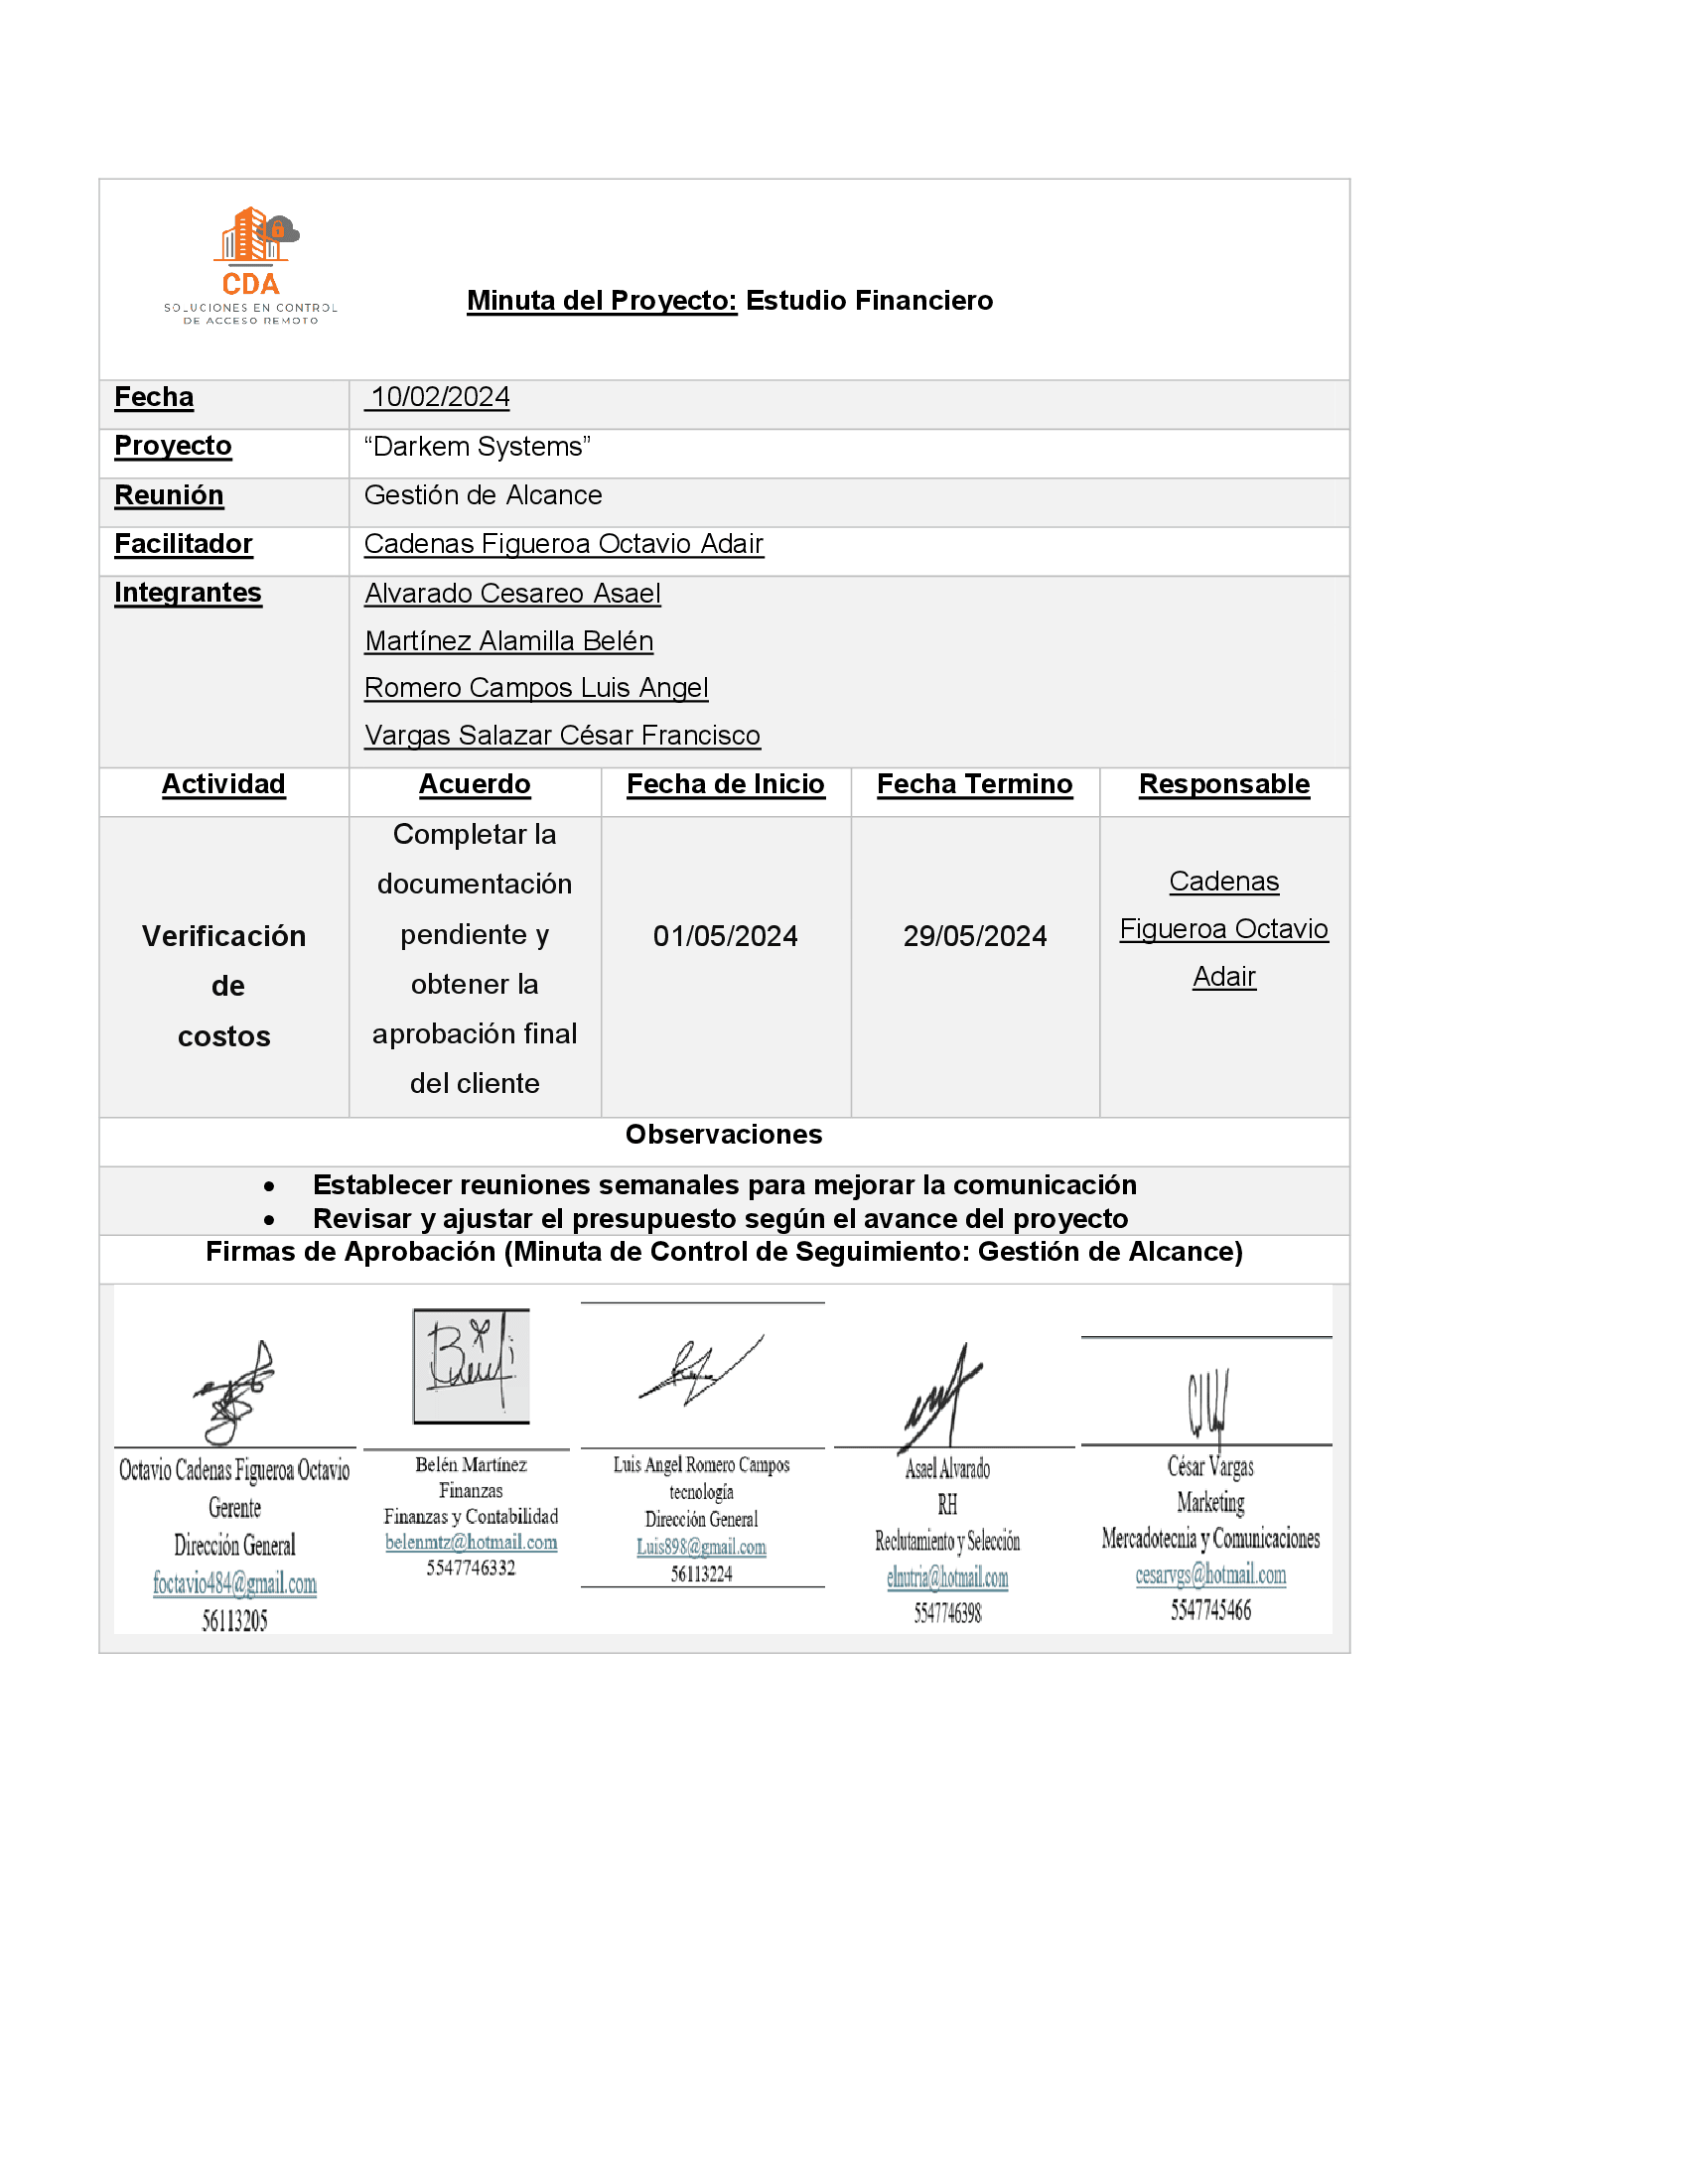 CDA
SOLUCIONES EN CONTROL
DE ACCESO REMOTO
Minuta del Proyecto: Estudio Financiero
Fecha 10/02/2024
Proyecto “Darkem Systems”
Reunión Gestión de Alcance
Facilitador Cadenas Figueroa Octavio Adair
Integrantes Alvarado Cesareo Asael
Martínez Alamilla Belén
Romero Campos Luis Angel
Vargas Salazar César Francisco
Actividad Acuerdo Fecha de Inicio Fecha Termino Responsable
Verificación
de
costos
Completar la
documentación
pendiente y
obtener la
aprobación final
del cliente
01/05/2024
29/05/2024
Cadenas
Figueroa Octavio
Adair
Observaciones
• Establecer reuniones semanales para mejorar la comunicación
• Revisar y ajustar el presupuesto según el avance del proyecto
Firmas de Aprobación (Minuta de Control de Seguimiento: Gestión de Alcance)
Octavio Cadenas Figueroa Octavio
Gerente
Dirección General
foctavio484@gmail.com
56113205
Belén Martínez
Finanzas
Finanzas y Contabilidad
belenmtz@hotmail.com
5547746332
Luis Angel Romero Campos
tecnología
Dirección General
Luis898@gmail.com
56113224
Asael Alvarado
RH
Reclutamiento y Selección
elnutria@hotmail.com
5547746398
César Vargas
Marketing
Mercadotecnia y Comunicaciones
cesarvgs@hotmail.com
5547745466